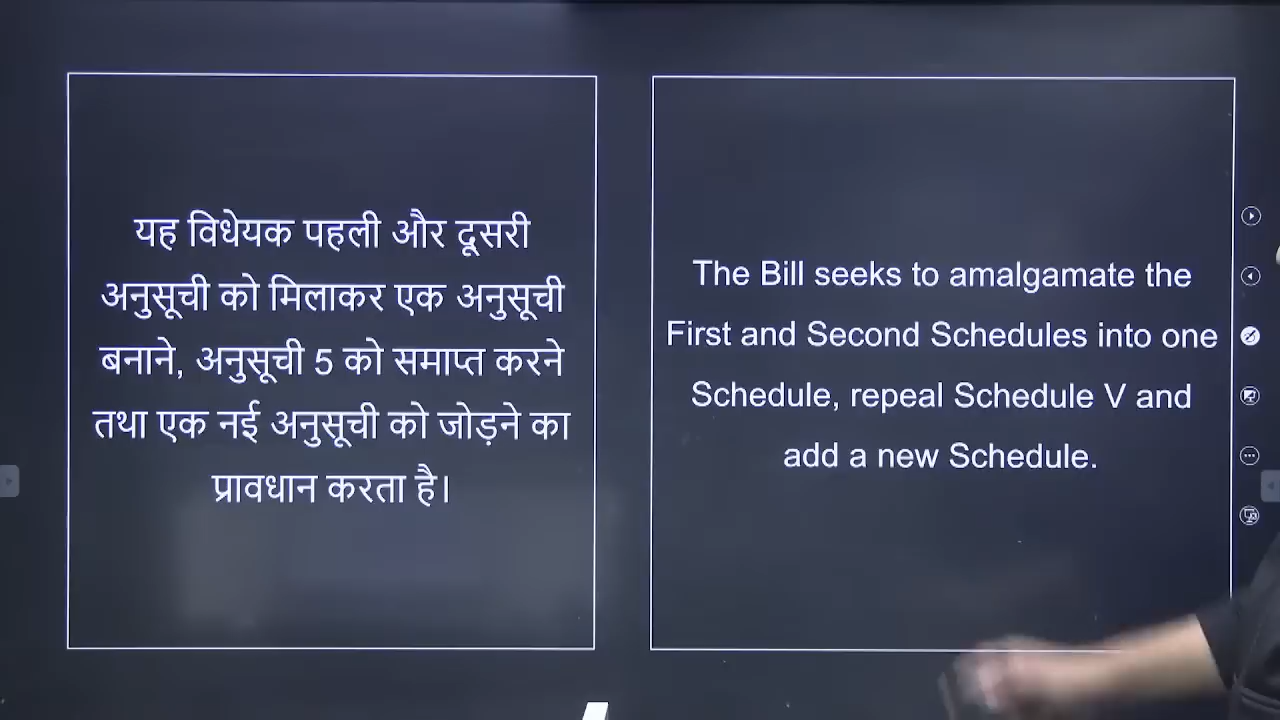 यह विधेयक पहली और दूसरी
अनुसूची को मिलाकर एक अनुसूची
बनाने, अनुसूची 5 को समाप्त करने
तथा एक नई अनुसूची को जोड़ने का
प्रावधान करता है।
The Bill seeks to amalgamate the
First and Second Schedules into one
Schedule, repeal Schedule V and
add a new Schedule.